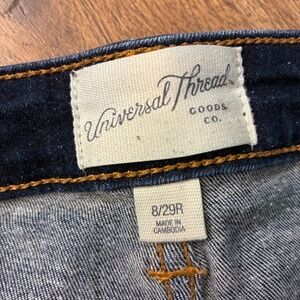 Universal Thread
GOODS
CO.
8/29R
MADE IN
CAMBODIA